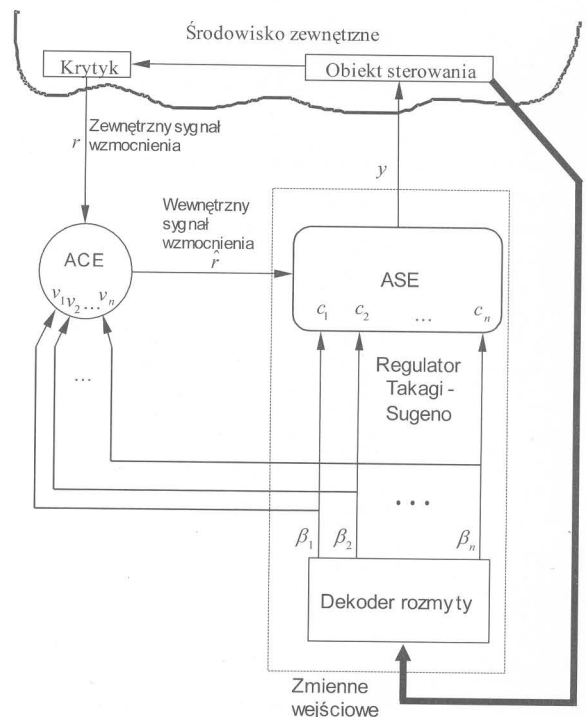 Środowisko zewnętrzne
Krytyk
Obiekt sterowania
r
Zewnętrzny sygnał
wzmocnienia
y
Wewnętrzny
sygnał
wzmocnienia
r̂
ACE
v₁ v₂ ... vₙ
ASE
c₁ c₂ ... cₙ
...
Regulator
Takagi -
Sugeno
...
β₁ β₂ βₙ
Dekoder rozmyty
Zmienne
wejściowe